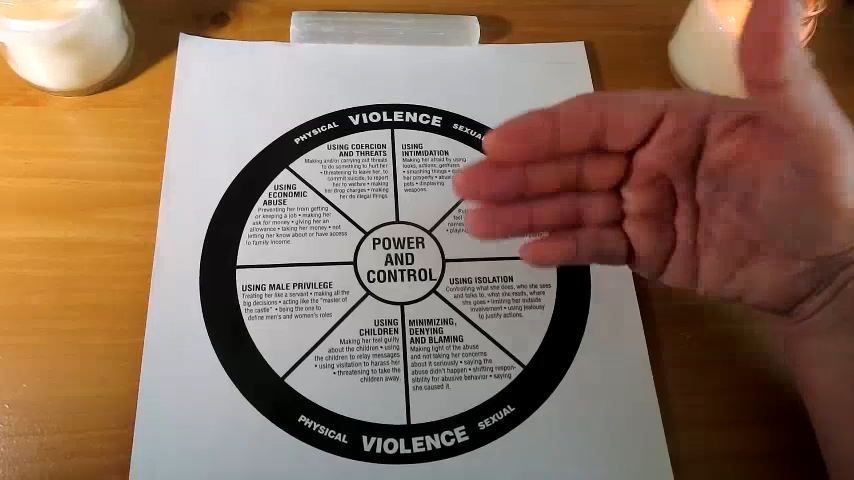 PHYSICAL VIOLENCE SEXUAL
USING COERCION
AND THREATS
Making and/or carrying out threats
to do something to hurt her
• threatening to leave her, to
commit suicide, to report
her to welfare • making
her drop charges • making
her do illegal things.
USING
INTIMIDATION
Making her afraid by using
looks, actions, gestures
• smashing things
her property • abusing
pets • displaying
weapons.
USING
ECONOMIC
ABUSE
Preventing her from getting
or keeping a job • making her
ask for money • giving her an
allowance • taking her money • not
letting her know about or have access
to family income.
POWER
AND
CONTROL
USING MALE PRIVILEGE
Treating her like a servant • making all the
big decisions • acting like the "master of
the castle" • being the one to
define men's and women's roles
USING ISOLATION
Controlling what she does, who she sees
and talks to, what she reads, where
she goes • limiting her outside
involvement • using jealousy
to justify actions.
USING
CHILDREN
Making her feel guilty
about the children • using
the children to relay messages
• using visitation to harass her
• threatening to take the
children away.
MINIMIZING,
DENYING
AND BLAMING
Making light of the abuse
and not taking her concerns
about it seriously • saying the
abuse didn't happen • shifting respon-
sibility for abusive behavior • saying
she caused it.
PHYSICAL VIOLENCE SEXUAL